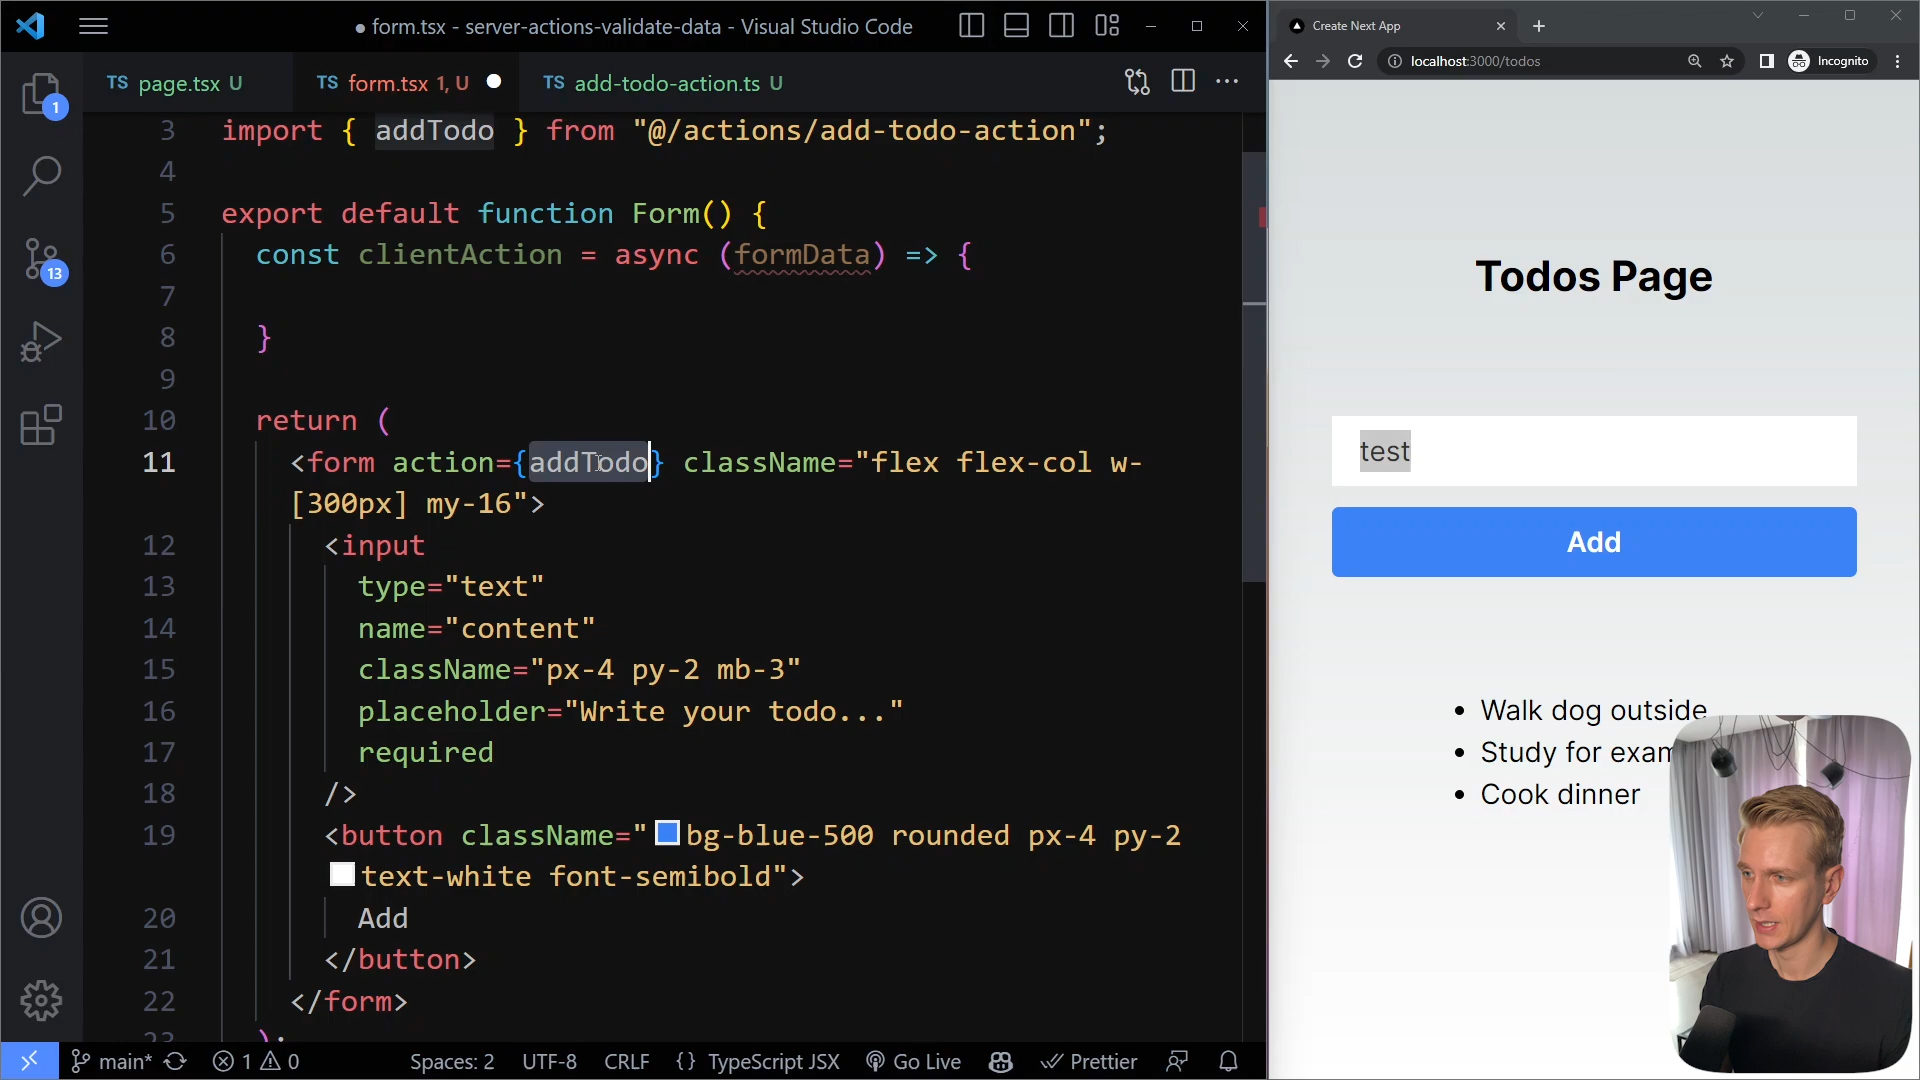 ● form.tsx - server-actions-validate-data - Visual Studio Code
TS page.tsx U
TS form.tsx 1, U
TS add-todo-action.ts U
1
13
3 import { addTodo } from "@/actions/add-todo-action";
4
5 export default function Form() {
6 const clientAction = async (formData) => {
7
8 }
9
10 return (
11 <form action={addTodo} className="flex flex-col w-
[300px] my-16">
12 <input
13 type="text"
14 name="content"
15 className="px-4 py-2 mb-3"
16 placeholder="Write your todo..."
17 required
18 />
19 <button className="bg-blue-500 rounded px-4 py-2
text-white font-semibold">
20 Add
21 </button>
22 </form>
23 );
main* 1 0 Spaces: 2 UTF-8 CRLF {} TypeScript JSX Go Live Prettier
Create Next App
localhost:3000/todos
Incognito
Todos Page
test
Add
• Walk dog outside
• Study for exam
• Cook dinner